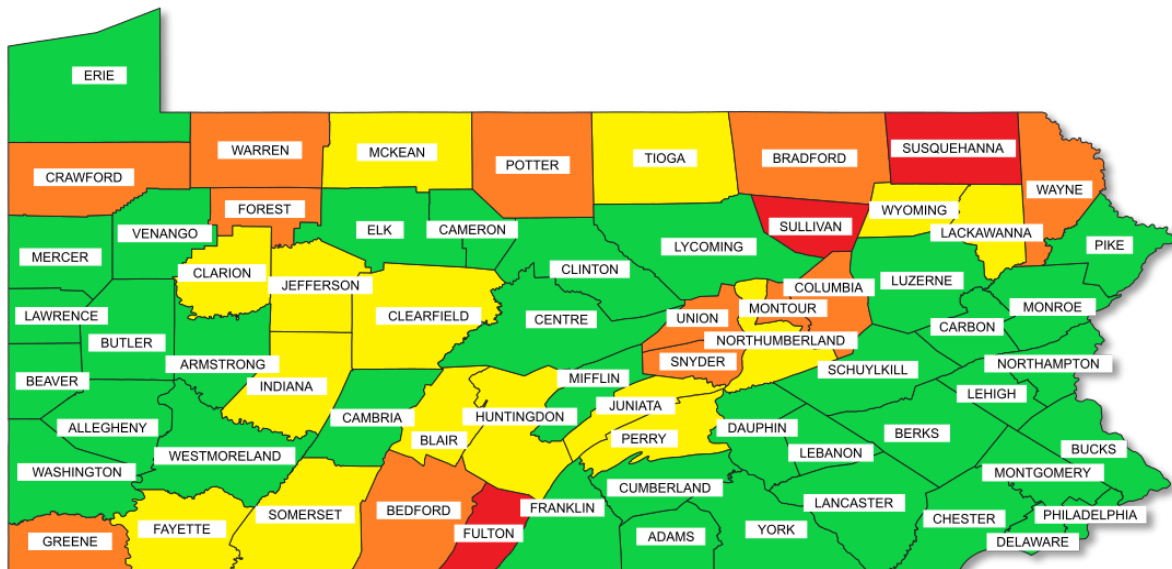 ERIE
WARREN
MCKEAN
POTTER
TIOGA
BRADFORD
SUSQUEHANNA
CRAWFORD
WAYNE
FOREST
WYOMING
VENANGO
ELK
CAMERON
SULLIVAN
LACKAWANNA
LYCOMING
PIKE
MERCER
CLARION
CLINTON
JEFFERSON
COLUMBIA
LUZERNE
MONROE
LAWRENCE
CLEARFIELD
CENTRE
UNION
MONTOUR
CARBON
BUTLER
NORTHUMBERLAND
ARMSTRONG
SNYDER
NORTHAMPTON
BEAVER
INDIANA
MIFFLIN
SCHUYLKILL
LEHIGH
CAMBRIA
HUNTINGDON
JUNIATA
ALLEGHENY
BLAIR
PERRY
DAUPHIN
BERKS
BUCKS
WASHINGTON
WESTMORELAND
LEBANON
MONTGOMERY
CUMBERLAND
FAYETTE
SOMERSET
BEDFORD
FRANKLIN
LANCASTER
PHILADELPHIA
GREENE
FULTON
ADAMS
YORK
CHESTER
DELAWARE